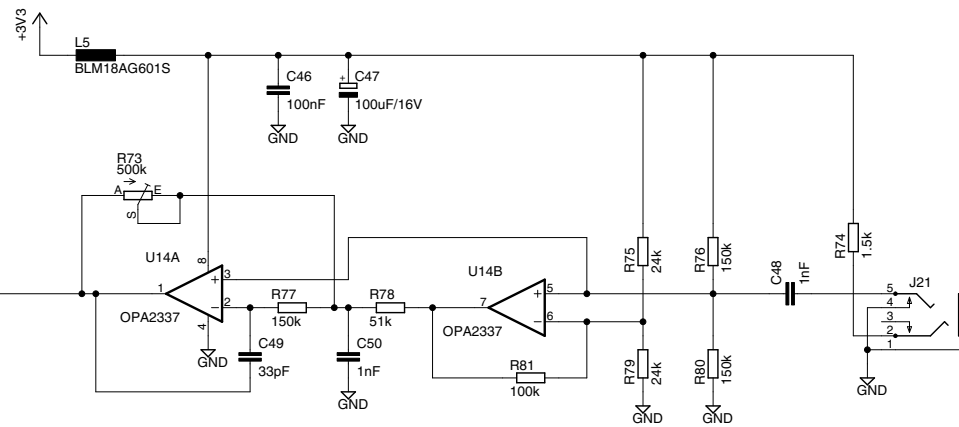 +3V3
L5
BLM18AG601S
C46
100nF
GND
+
C47
100uF/16V
GND
R73
500k
A
E
S
U14A
8
3
+
1
2
-
4
OPA2337
GND
R77
150k
C49
33pF
R78
51k
C50
1nF
GND
U14B
7
5
+
6
-
OPA2337
R81
100k
R75
24k
R76
150k
R79
24k
GND
R80
150k
GND
C48
1nF
R74
1.5k
J21
5
4
3
2
1
GND